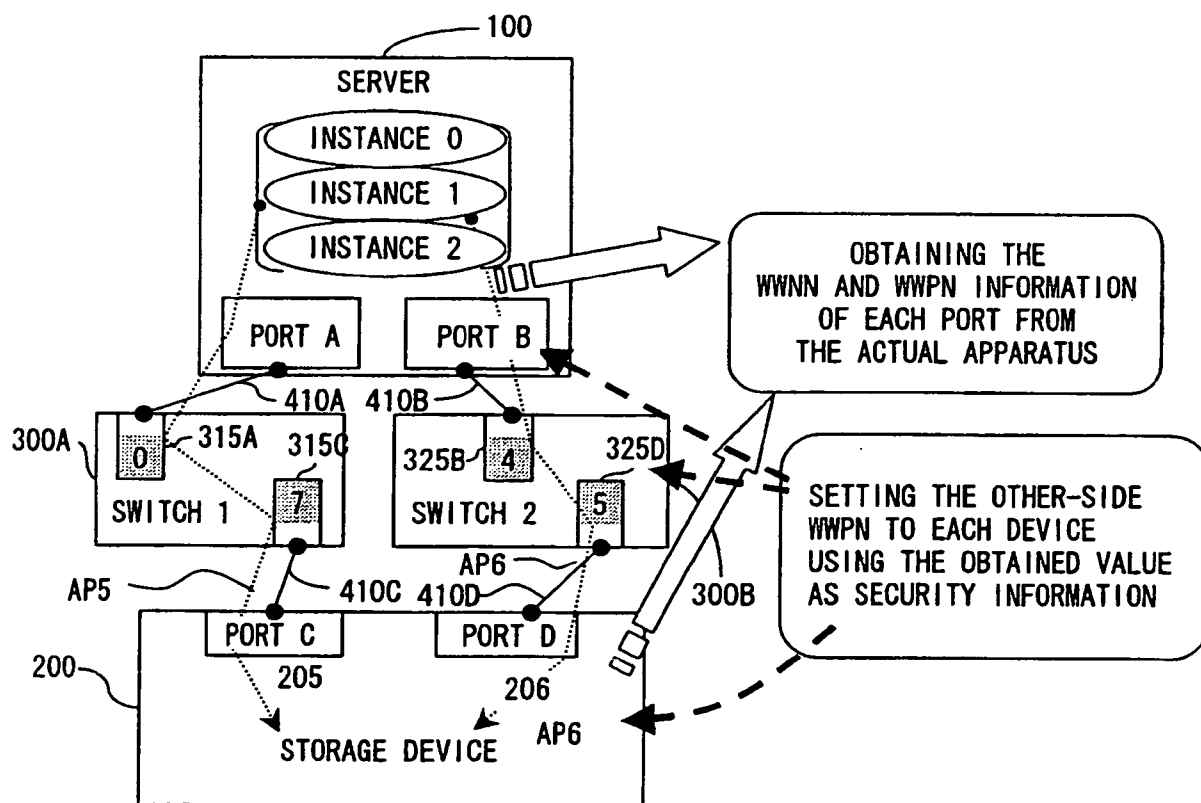 100
SERVER
INSTANCE 0
INSTANCE 1
INSTANCE 2
OBTAINING THE
WWNN AND WWPN INFORMATION
OF EACH PORT FROM
THE ACTUAL APPARATUS
PORT A
PORT B
410A
410B
300A
0
315A
315C
7
SWITCH 1
325B
4
325D
5
SWITCH 2
SETTING THE OTHER-SIDE
WWPN TO EACH DEVICE
USING THE OBTAINED VALUE
AS SECURITY INFORMATION
AP5
410C
AP6
410D
300B
PORT C
PORT D
200
205
206
AP6
STORAGE DEVICE